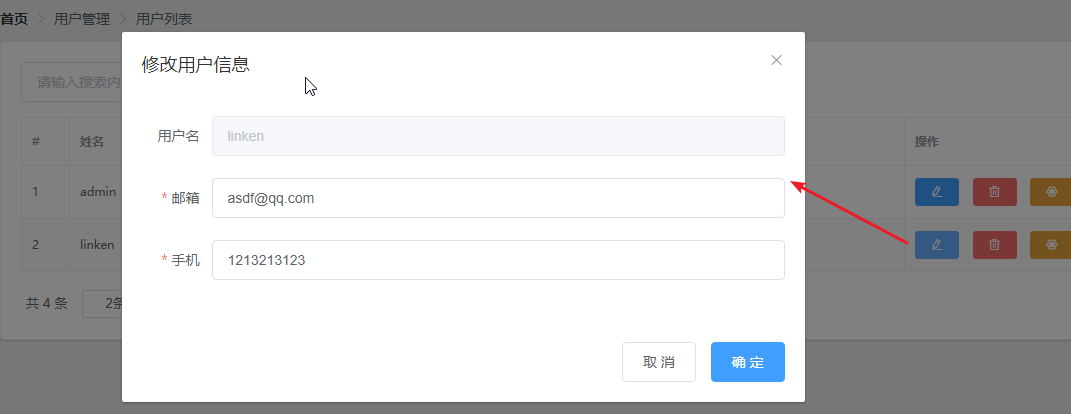 首页 > 用户管理 > 用户列表
修改用户信息
请输入搜索内
用户名 linken
# 姓名 操作
* 邮箱 asdf@qq.com
1 admin
2 linken
* 手机 1213213123
共 4 条 2条
取 消 确 定